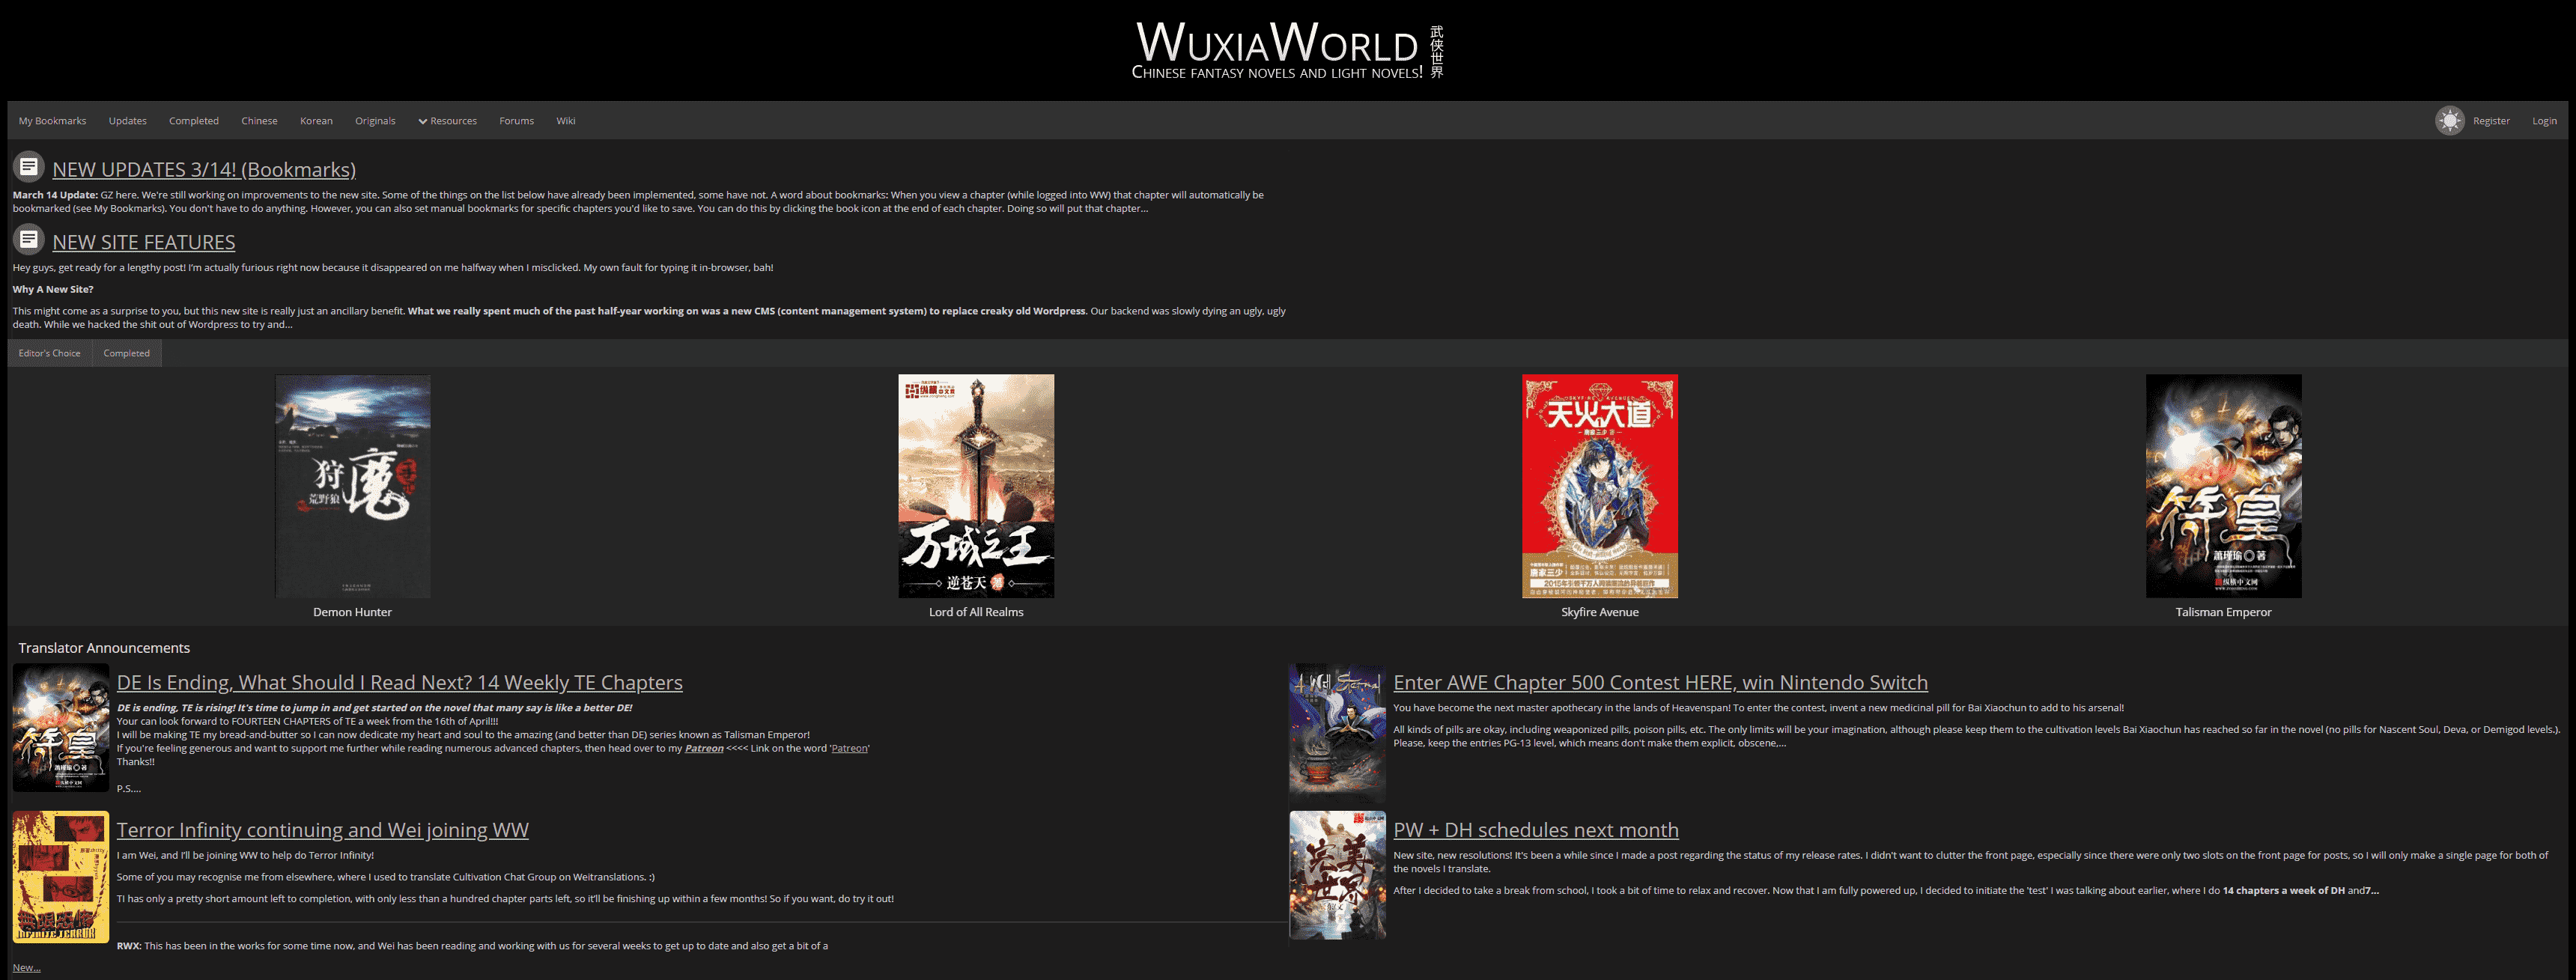 WuxiaWorld
武侠世界
Chinese fantasy novels and light novels!
My Bookmarks Updates Completed Chinese Korean Originals Resources Forums Wiki Register Login
NEW UPDATES 3/14! (Bookmarks)
March 14 Update: GZ here. We're still working on improvements to the new site. Some of the things on the list below have already been implemented, some have not. A word about bookmarks: When you view a chapter (while logged into WW) that chapter will automatically be
bookmarked (see My Bookmarks). You don't have to do anything. However, you can also set manual bookmarks for specific chapters you'd like to save. You can do this by clicking the book icon at the end of each chapter. Doing so will put that chapter...
NEW SITE FEATURES
Hey guys, get ready for a lengthy post! I'm actually furious right now because it disappeared on me halfway when I misclicked. My own fault for typing it in-browser, bah!
Why A New Site?
This might come as a surprise to you, but this new site is really just an ancillary benefit. What we really spent much of the past half-year working on was a new CMS (content management system) to replace creaky old Wordpress. Our backend was slowly dying an ugly, ugly
death. While we hacked the shit out of Wordpress to try and...
Editor's Choice Completed
狩魔
荒野狼
纵横
万域之王
逆苍天 著
天火大道
唐家三少
符皇
萧瑾瑜◎著
纵横中文网
Demon Hunter Lord of All Realms Skyfire Avenue Talisman Emperor
Translator Announcements
符皇
萧瑾瑜◎著
DE Is Ending, What Should I Read Next? 14 Weekly TE Chapters
DE is ending, TE is rising! It's time to jump in and get started on the novel that many say is like a better DE!
Your can look forward to FOURTEEN CHAPTERS of TE a week from the 16th of April!!!
I will be making TE my bread-and-butter so I can now dedicate my heart and soul to the amazing (and better than DE) series known as Talisman Emperor!
If you're feeling generous and want to support me further while reading numerous advanced chapters, then head over to my Patreon <<<< Link on the word 'Patreon'
Thanks!!
P.S....
A Will Eternal
Enter AWE Chapter 500 Contest HERE, win Nintendo Switch
You have become the next master apothecary in the lands of Heavenspan! To enter the contest, invent a new medicinal pill for Bai Xiaochun to add to his arsenal!
All kinds of pills are okay, including weaponized pills, poison pills, etc. The only limits will be your imagination, although please keep them to the cultivation levels Bai Xiaochun has reached so far in the novel (no pills for Nascent Soul, Deva, or Demigod levels.).
Please, keep the entries PG-13 level, which means don't make them explicit, obscene,...
INFINITE TERROR
Terror Infinity continuing and Wei joining WW
I am Wei, and I'll be joining WW to help do Terror Infinity!
Some of you may recognise me from elsewhere, where I used to translate Cultivation Chat Group on Weitranslations. :)
TI has only a pretty short amount left to completion, with only less than a hundred chapter parts left, so it'll be finishing up within a few months! So if you want, do try it out!
RWX: This has been in the works for some time now, and Wei has been reading and working with us for several weeks to get up to date and also get a bit of a
New...
完美世界
PW + DH schedules next month
New site, new resolutions! It's been a while since I made a post regarding the status of my release rates. I didn't want to clutter the front page, especially since there were only two slots on the front page for posts, so I will only make a single page for both of
the novels I translate.
After I decided to take a break from school, I took a bit of time to relax and recover. Now that I am fully powered up, I decided to initiate the 'test' I was talking about earlier, where I do 14 chapters a week of DH and7...